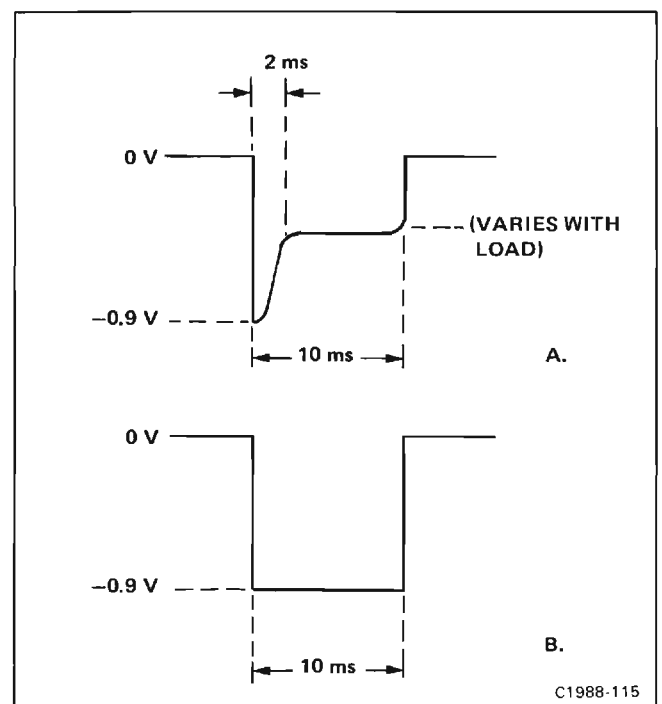 2 ms
0 V
(VARIES WITH
LOAD)
−0.9 V
10 ms
A.
0 V
−0.9 V
B.
10 ms
C1988-115